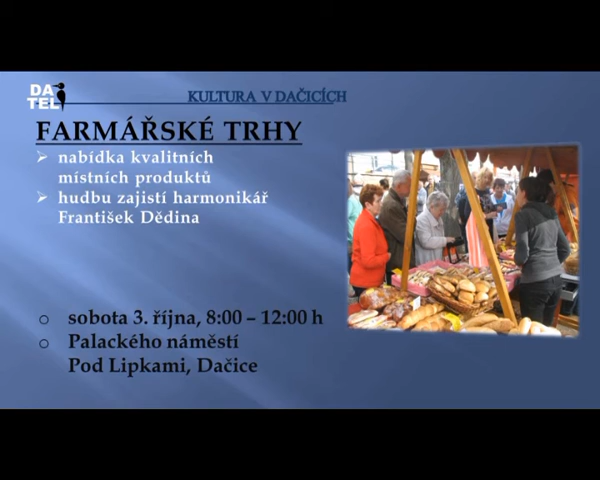 DA
TEL
KULTURA V DAČICÍCH
FARMÁŘSKÉ TRHY
nabídka kvalitních
místních produktů
hudbu zajistí harmonikář
František Dědina
sobota 3. října, 8:00 – 12:00 h
Palackého náměstí
Pod Lipkami, Dačice